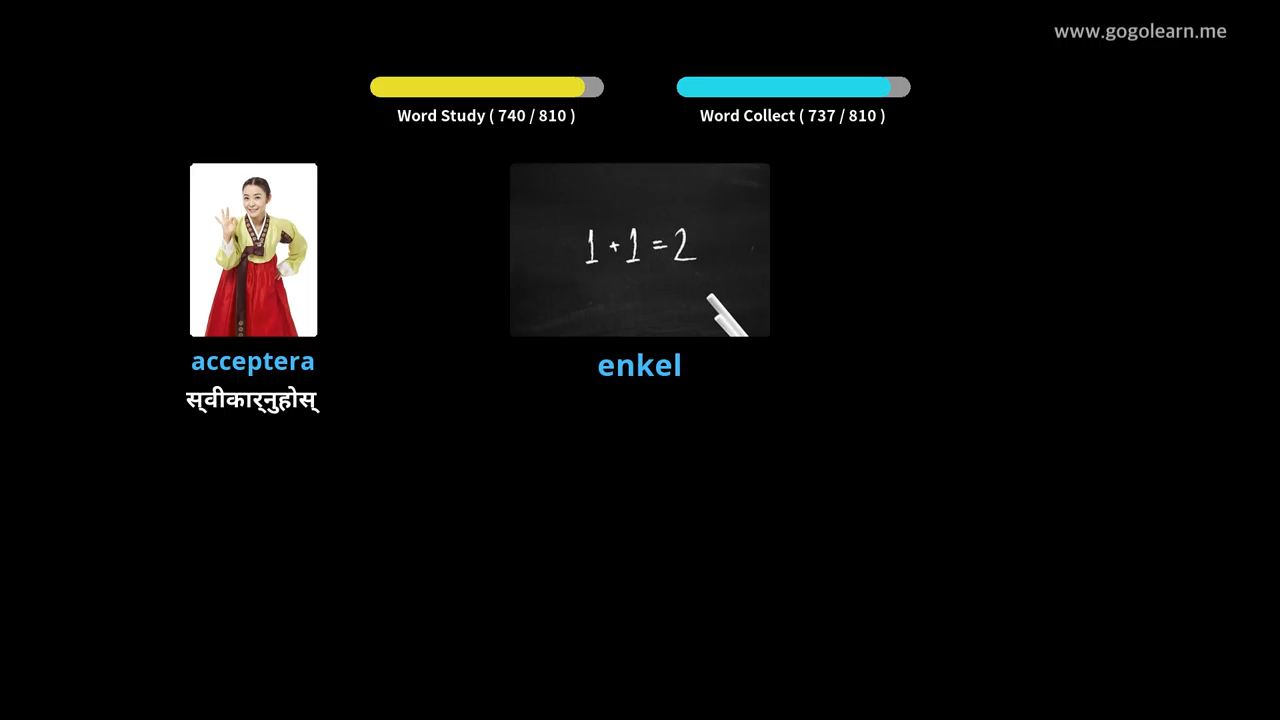 www.gogolearn.me
Word Study ( 740 / 810 )
Word Collect ( 737 / 810 )
1 + 1 = 2
acceptera
enkel
स्वीकार्नुहोस्